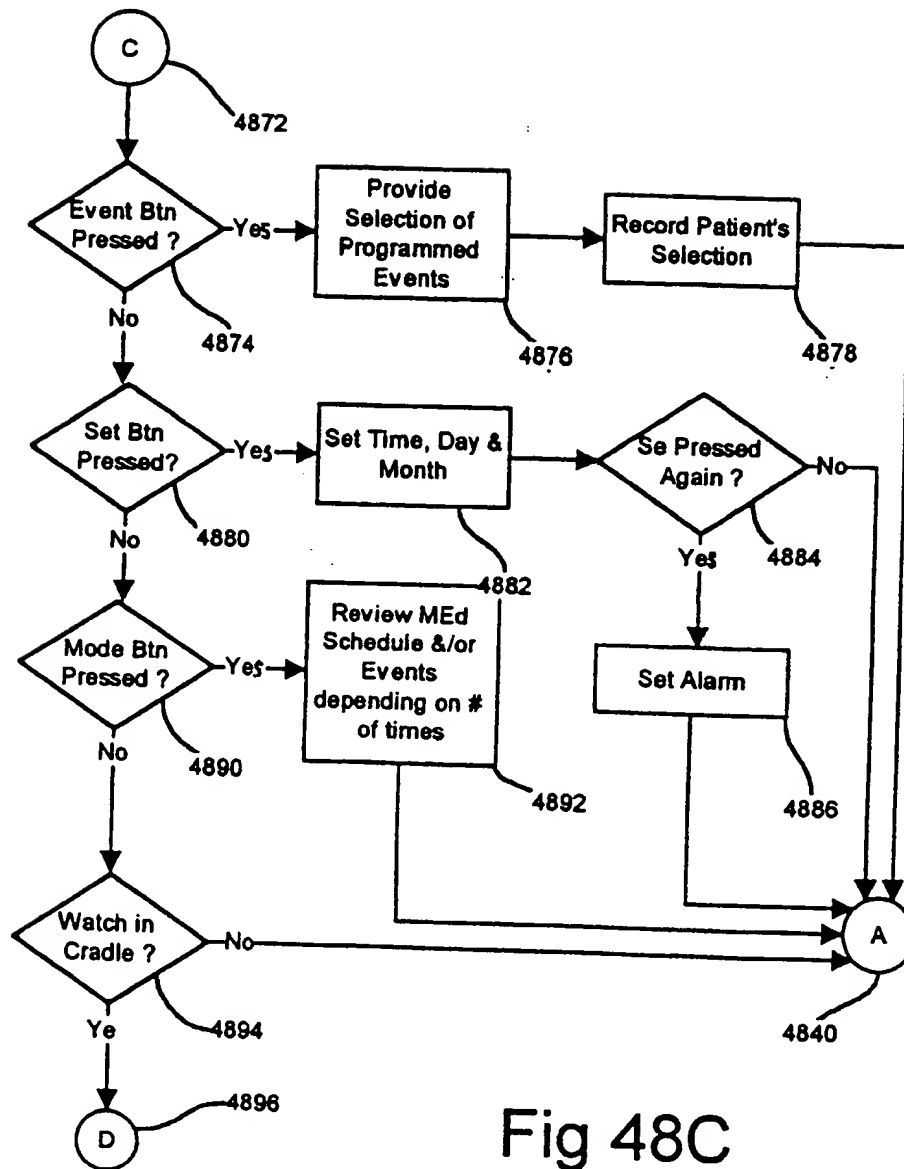 C
4872
Event Btn
Pressed ?
Yes
Provide
Selection of
Programmed
Events
Record Patient's
Selection
No
4874
4876
4878
Set Btn
Pressed?
Yes
Set Time, Day &
Month
Se Pressed
Again ?
No
No
4880
4882
4884
Yes
Mode Btn
Pressed ?
Yes
Review MEd
Schedule &/or
Events
depending on #
of times
Set Alarm
No
4890
4892
4886
Watch in
Cradle ?
No
A
Ye
4894
4840
D
4896
Fig 48C